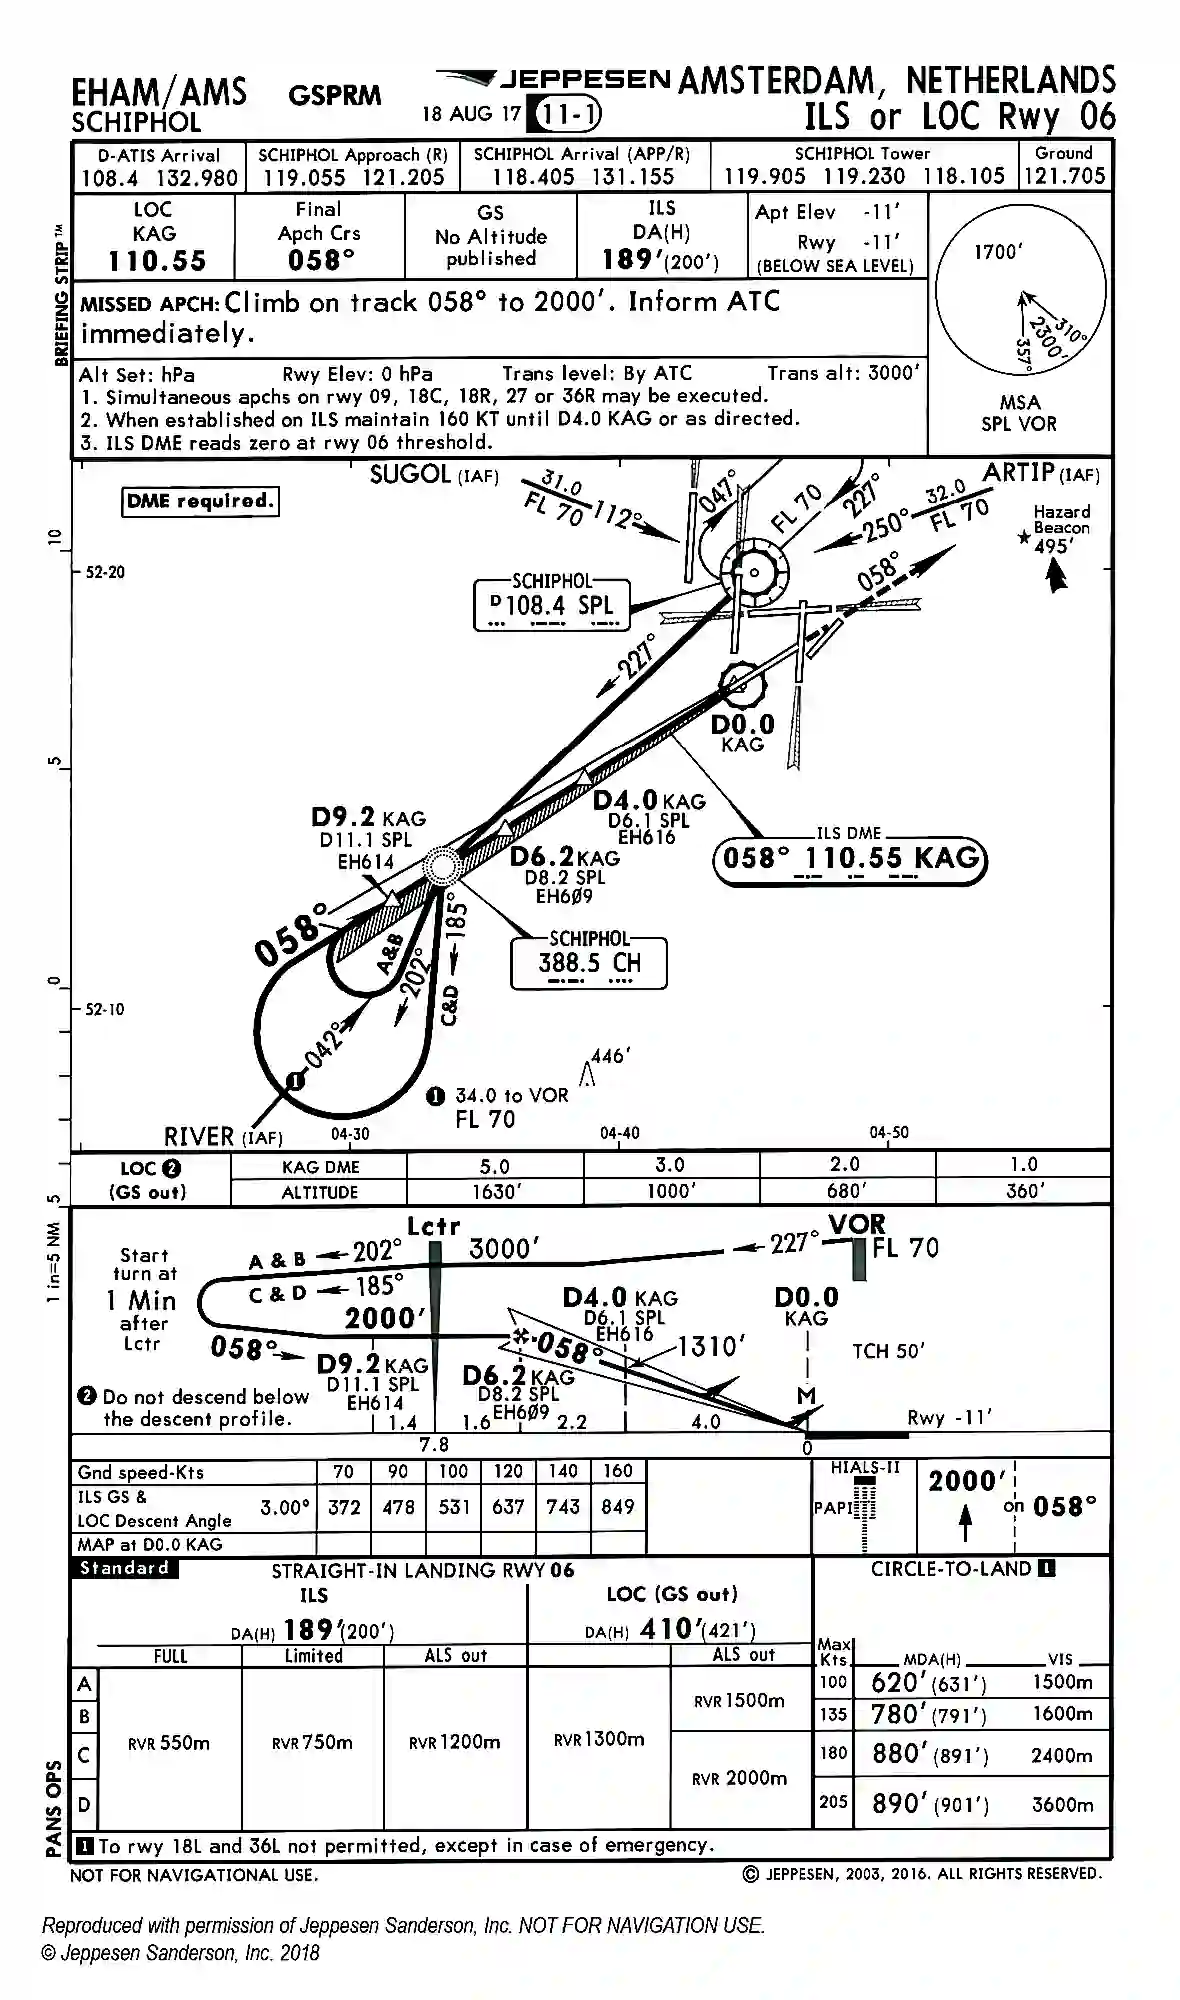 EHAM/AMS
SCHIPHOL
GSPRM
JEPPESEN
18 AUG 17
11-1
AMSTERDAM, NETHERLANDS
ILS or LOC Rwy 06
D-ATIS Arrival
108.4 132.980
SCHIPHOL Approach (R)
119.055 121.205
SCHIPHOL Arrival (APP/R)
118.405 131.155
SCHIPHOL Tower
119.905 119.230 118.105
Ground
121.705
BRIEFING STRIP™
LOC
KAG
110.55
Final
Apch Crs
058°
GS
No Altitude
published
ILS
DA(H)
189'(200')
Apt Elev -11'
Rwy -11'
(BELOW SEA LEVEL)
MISSED APCH: Climb on track 058° to 2000'. Inform ATC
immediately.
Alt Set: hPa Rwy Elev: 0 hPa Trans level: By ATC Trans alt: 3000'
1. Simultaneous apchs on rwy 09, 18C, 18R, 27 or 36R may be executed.
2. When established on ILS maintain 160 KT until D4.0 KAG or as directed.
3. ILS DME reads zero at rwy 06 threshold.
1700'
310°
2300'
357°
MSA
SPL VOR
DME required.
SUGOL (IAF)
31.0
FL 70
112°
047°
FL 70
227°
ARTIP (IAF)
32.0
FL 70
250°
Hazard
Beacon
495'
058°
10
52-20
SCHIPHOL
D 108.4 SPL
227°
D0.0
KAG
5
D4.0 KAG
D6.1 SPL
EH616
D9.2 KAG
D11.1 SPL
EH614
D6.2 KAG
D8.2 SPL
EH609
ILS DME
058° 110.55 KAG
058°
A&B
202°
185°
C&D
SCHIPHOL
388.5 CH
0
52-10
042°
1
446'
1 34.0 to VOR
FL 70
RIVER (IAF)
04-30
04-40
04-50
5
1 in=5 NM
LOC 2
(GS out)
KAG DME 5.0 3.0 2.0 1.0
ALTITUDE 1630' 1000' 680' 360'
Lctr
VOR
Start
turn at
1 Min
after
Lctr
A & B 202°
3000'
227°
FL 70
C & D 185°
2000'
058°
058°
D4.0 KAG
D6.1 SPL
EH616
1310'
D0.0
KAG
TCH 50'
D9.2 KAG
D11.1 SPL
EH614
D6.2 KAG
D8.2 SPL
EH609
M
2 Do not descend below
the descent profile.
1.4 1.6 2.2 4.0
Rwy -11'
7.8 0
Gnd speed-Kts 70 90 100 120 140 160
ILS GS &
LOC Descent Angle 3.00° 372 478 531 637 743 849
MAP at D0.0 KAG
HIALS-II
PAPI
2000'
on 058°
Standard
STRAIGHT-IN LANDING RWY 06
CIRCLE-TO-LAND 1
ILS
DA(H) 189'(200')
LOC (GS out)
DA(H) 410'(421')
FULL Limited ALS out ALS out
Max
Kts MDA(H) VIS
A
B
C
D
RVR 550m
RVR 750m
RVR 1200m
RVR 1300m
RVR 1500m
RVR 2000m
100 620'(631') 1500m
135 780'(791') 1600m
180 880'(891') 2400m
205 890'(901') 3600m
PANS OPS
1 To rwy 18L and 36L not permitted, except in case of emergency.
NOT FOR NAVIGATIONAL USE.
© JEPPESEN, 2003, 2016. ALL RIGHTS RESERVED.
Reproduced with permission of Jeppesen Sanderson, Inc. NOT FOR NAVIGATION USE.
© Jeppesen Sanderson, Inc. 2018